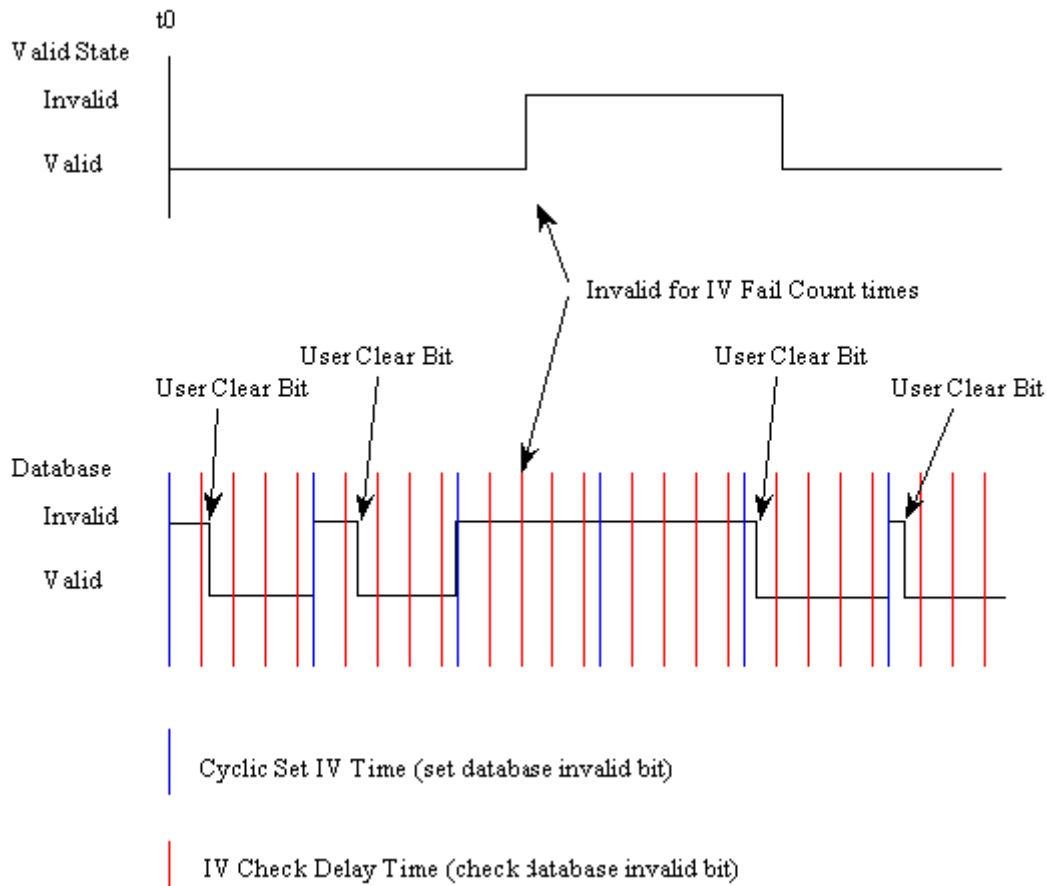 t0
Valid State
Invalid
Valid
Invalid for IV Fail Count times
User Clear Bit
User Clear Bit
User Clear Bit
User Clear Bit
Database
Invalid
Valid
Cyclic Set IV Time (set database invalid bit)
IV Check Delay Time (check database invalid bit)